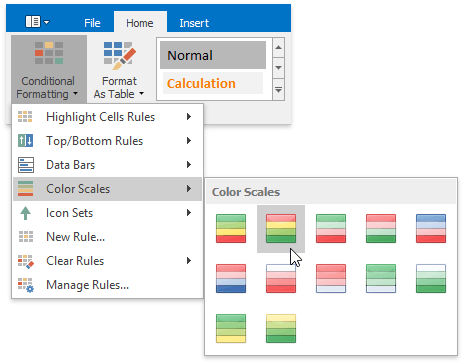 File
Home
Insert
Conditional
Formatting
Format
As Table
Normal
Calculation
Highlight Cells Rules
Top/Bottom Rules
Data Bars
Color Scales
Icon Sets
New Rule...
Clear Rules
Manage Rules...
Color Scales